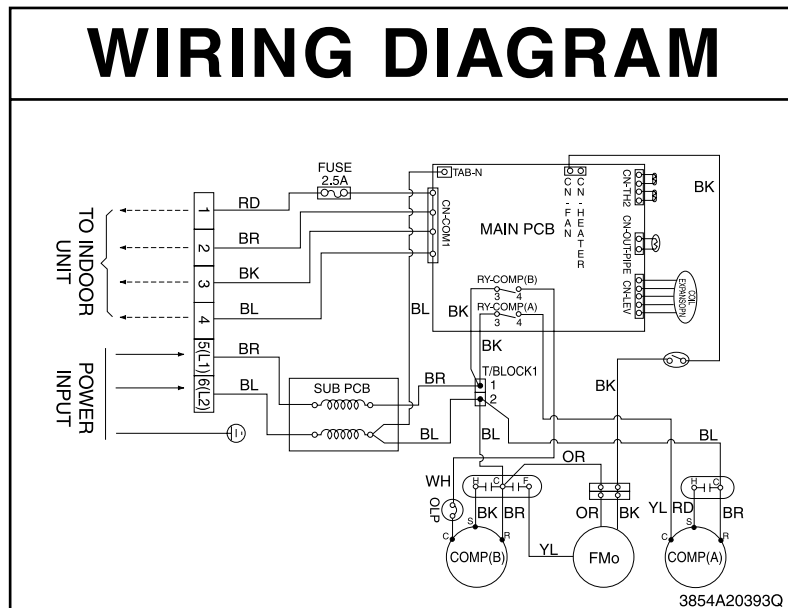 WIRING DIAGRAM
FUSE
2.5A
TAB-N
CN-FAN
CN-HEATER
CN-TH2
BK
TO INDOOR
UNIT
1
RD
CN-COM1
MAIN PCB
2
BR
CN-OUT-PIPE
3
BK
RY-COMP(B)
3 4
CN-LEV
COIL
EXPANSOPN
4
BL
BL
BK
RY-COMP(A)
3 4
POWER
INPUT
5(L1)
BR
BK
6(L2)
BL
SUB PCB
BR
T/BLOCK1
1
2
BK
BL
BL
BL
OR
WH
OLP
H C F
H C
BK
BR
OR
BK
YL
RD
BR
C S R
COMP(B)
YL
FMo
C S R
COMP(A)
3854A20393Q